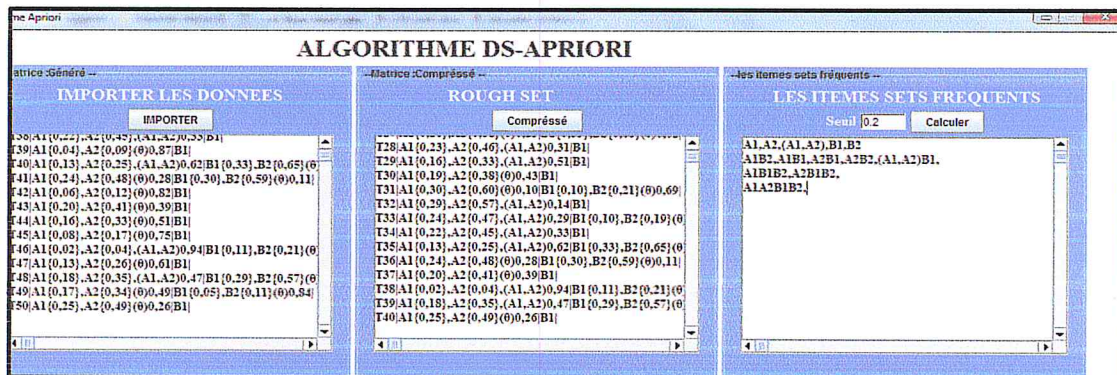 me Apriori
ALGORITHME DS-APRIORI
atrice :Généré --
IMPORTER LES DONNEES
IMPORTER
T38|A1{0,22},A2{0,45},(A1,A2)0,33|B1|
T39|A1{0,04},A2{0,09}(θ)0,87|B1|
T40|A1{0,13},A2{0,25},(A1,A2)0,62|B1{0,33},B2{0,65}(θ)
T41|A1{0,24},A2{0,48}(θ)0,28|B1{0,30},B2{0,59}(θ)0,11|
T42|A1{0,06},A2{0,12}(θ)0,82|B1|
T43|A1{0,20},A2{0,41}(θ)0,39|B1|
T44|A1{0,16},A2{0,33}(θ)0,51|B1|
T45|A1{0,08},A2{0,17}(θ)0,75|B1|
T46|A1{0,02},A2{0,04},(A1,A2)0,94|B1{0,11},B2{0,21}(θ)
T47|A1{0,13},A2{0,26}(θ)0,61|B1|
T48|A1{0,18},A2{0,35},(A1,A2)0,47|B1{0,29},B2{0,57}(θ)
T49|A1{0,17},A2{0,34}(θ)0,49|B1{0,05},B2{0,11}(θ)0,84|
T50|A1{0,25},A2{0,49}(θ)0,26|B1|
--Matrice :Compréssé --
ROUGH SET
Compréssé
T28|A1{0,23},A2{0,46},(A1,A2)0,31|B1|
T29|A1{0,16},A2{0,33},(A1,A2)0,51|B1|
T30|A1{0,19},A2{0,38}(θ)0,43|B1|
T31|A1{0,30},A2{0,60}(θ)0,10|B1{0,10},B2{0,21}(θ)0,69|
T32|A1{0,29},A2{0,57},(A1,A2)0,14|B1|
T33|A1{0,24},A2{0,47},(A1,A2)0,29|B1{0,10},B2{0,19}(θ)
T34|A1{0,22},A2{0,45},(A1,A2)0,33|B1|
T35|A1{0,13},A2{0,25},(A1,A2)0,62|B1{0,33},B2{0,65}(θ)
T36|A1{0,24},A2{0,48}(θ)0,28|B1{0,30},B2{0,59}(θ)0,11|
T37|A1{0,20},A2{0,41}(θ)0,39|B1|
T38|A1{0,02},A2{0,04},(A1,A2)0,94|B1{0,11},B2{0,21}(θ)
T39|A1{0,18},A2{0,35},(A1,A2)0,47|B1{0,29},B2{0,57}(θ)
T40|A1{0,25},A2{0,49}(θ)0,26|B1|
--les itemes sets fréquents --
LES ITEMES SETS FREQUENTS
Seuil 0.2 Calculer
A1,A2,(A1,A2),B1,B2
A1B2,A1B1,A2B1,A2B2,(A1,A2)B1,
A1B1B2,A2B1B2,
A1A2B1B2,